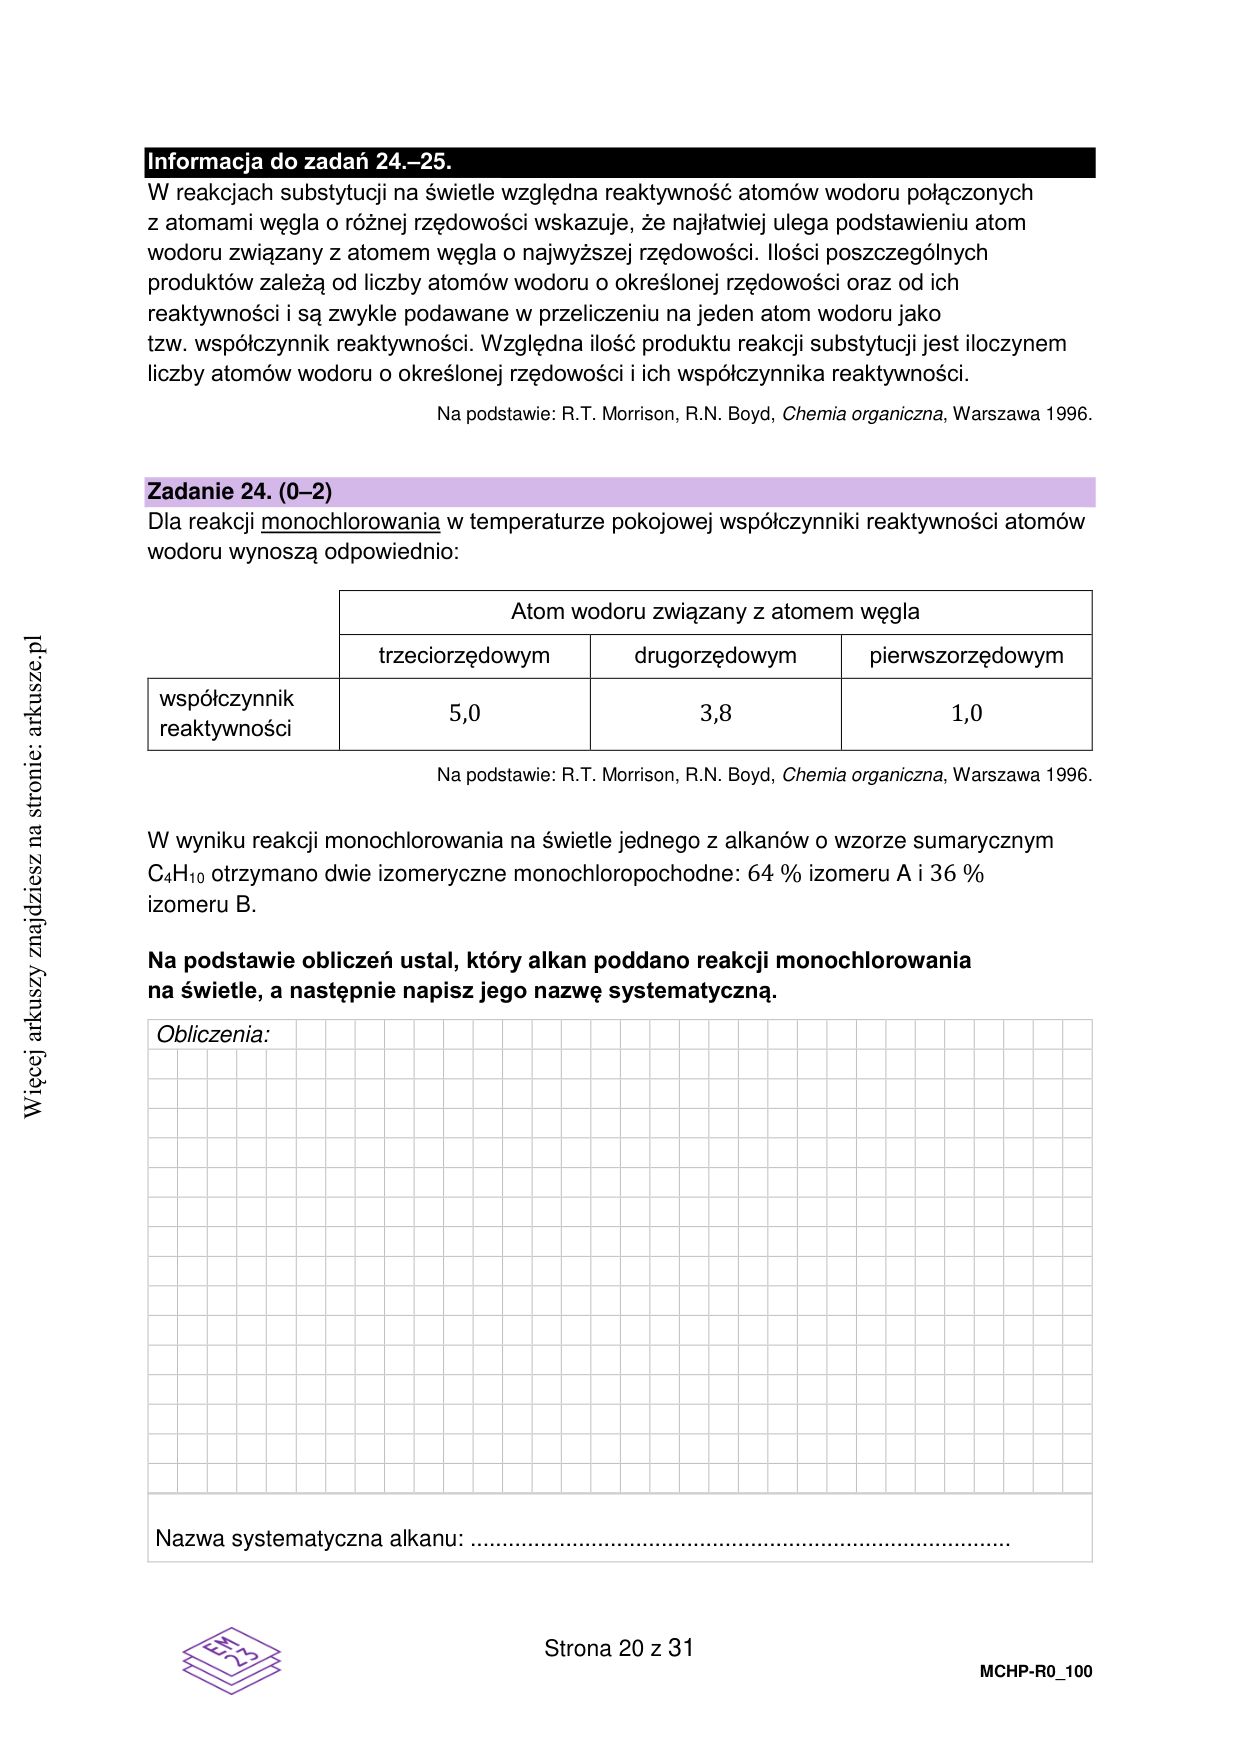 Informacja do zadań 24.–25.
W reakcjach substytucji na świetle względna reaktywność atomów wodoru połączonych
z atomami węgla o różnej rzędowości wskazuje, że najłatwiej ulega podstawieniu atom
wodoru związany z atomem węgla o najwyższej rzędowości. Ilości poszczególnych
produktów zależą od liczby atomów wodoru o określonej rzędowości oraz od ich
reaktywności i są zwykle podawane w przeliczeniu na jeden atom wodoru jako
tzw. współczynnik reaktywności. Względna ilość produktu reakcji substytucji jest iloczynem
liczby atomów wodoru o określonej rzędowości i ich współczynnika reaktywności.
Na podstawie: R.T. Morrison, R.N. Boyd, Chemia organiczna, Warszawa 1996.
Zadanie 24. (0–2)
Dla reakcji monochlorowania w temperaturze pokojowej współczynniki reaktywności atomów
wodoru wynoszą odpowiednio:
Atom wodoru związany z atomem węgla
trzeciorzędowym drugorzędowym pierwszorzędowym
współczynnik
reaktywności
5,0 3,8 1,0
Na podstawie: R.T. Morrison, R.N. Boyd, Chemia organiczna, Warszawa 1996.
W wyniku reakcji monochlorowania na świetle jednego z alkanów o wzorze sumarycznym
C₄H₁₀ otrzymano dwie izomeryczne monochloropochodne: 64 % izomeru A i 36 %
izomeru B.
Na podstawie obliczeń ustal, który alkan poddano reakcji monochlorowania
na świetle, a następnie napisz jego nazwę systematyczną.
Obliczenia:
Nazwa systematyczna alkanu: .....................................................................................
EM
23
Strona 20 z 31
MCHP-R0_100
Więcej arkuszy znajdziesz na stronie: arkusze.pl